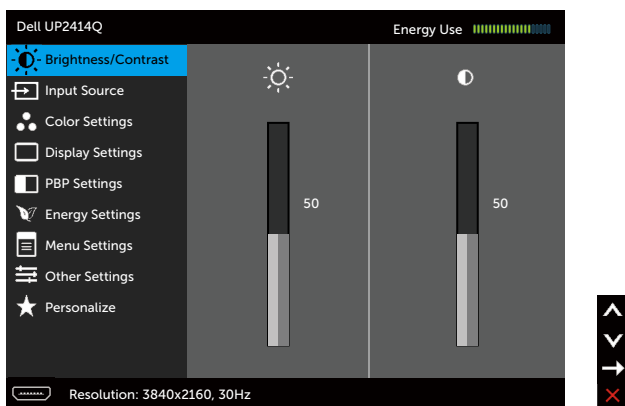 Dell UP2414Q
Energy Use
Brightness/Contrast
Input Source
Color Settings
Display Settings
PBP Settings
Energy Settings
Menu Settings
Other Settings
Personalize
50
50
Resolution: 3840x2160, 30Hz